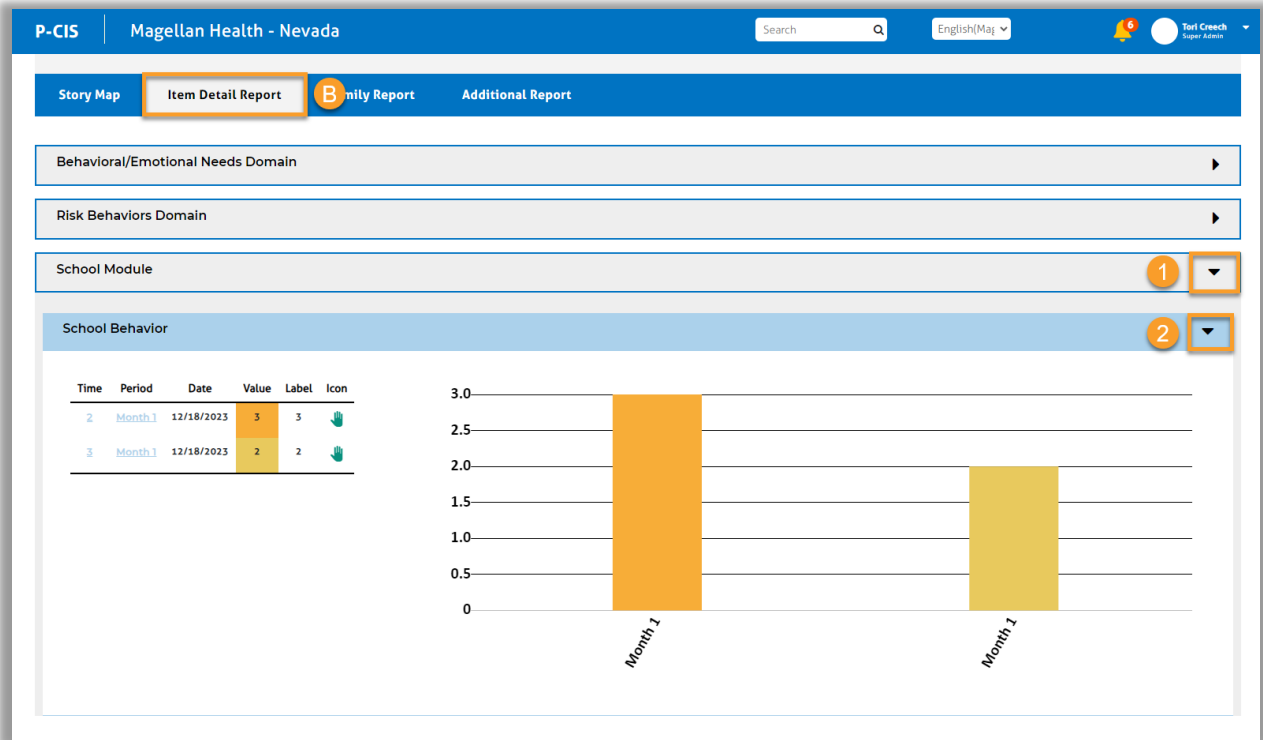 P-CIS Magellan Health - Nevada Search English(Maɡ 6 Tori Creech
Super Admin
Story Map Item Detail Report B mily Report Additional Report
Behavioral/Emotional Needs Domain
Risk Behaviors Domain
School Module 1
School Behavior 2
Time Period Date Value Label Icon
2 Month 1 12/18/2023 3 3
3 Month 1 12/18/2023 2 2
3.0
2.5
2.0
1.5
1.0
0.5
0
Month 1 Month 1